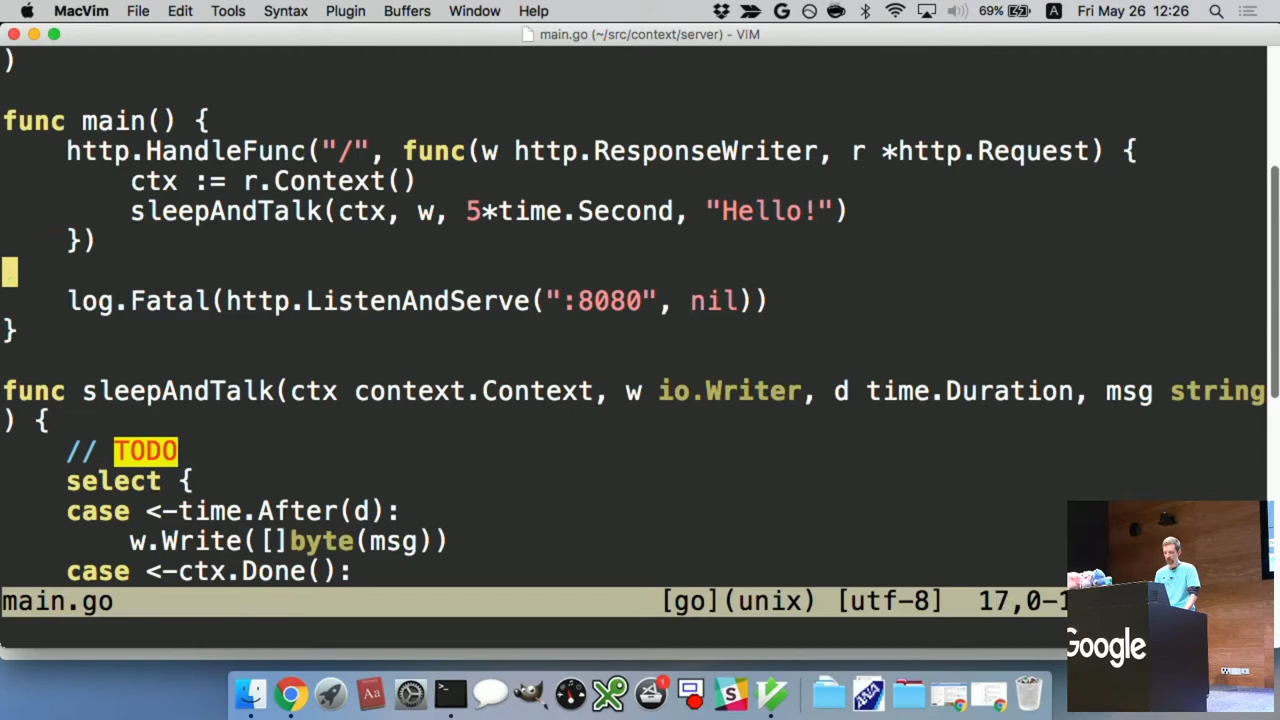 MacVim File Edit Tools Syntax Plugin Buffers Window Help 69% A Fri May 26 12:26
main.go (~/src/context/server) - VIM
)
func main() {
http.HandleFunc("/", func(w http.ResponseWriter, r *http.Request) {
ctx := r.Context()
sleepAndTalk(ctx, w, 5*time.Second, "Hello!")
})
log.Fatal(http.ListenAndServe(":8080", nil))
}
func sleepAndTalk(ctx context.Context, w io.Writer, d time.Duration, msg string
) {
// TODO
select {
case <-time.After(d):
w.Write([]byte(msg))
case <-ctx.Done():
main.go [go](unix) [utf-8] 17,0-1
Google
Aa
1
ANA